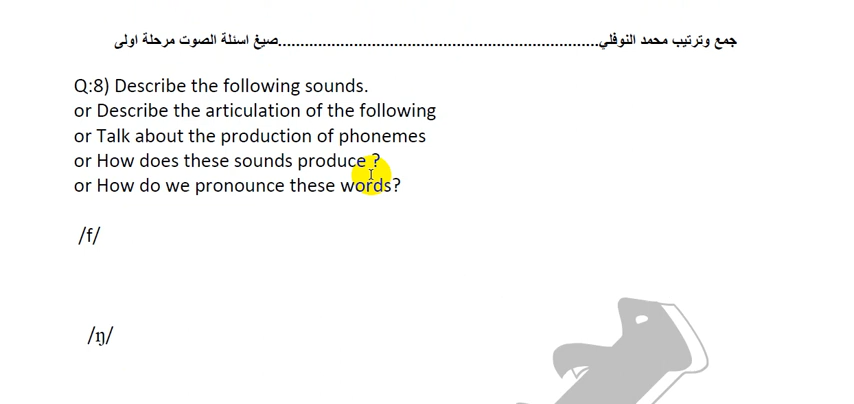 جمع وترتيب محمد النوفلي........................................................................صيغ اسئلة الصوت مرحلة اولى
Q:8) Describe the following sounds.
or Describe the articulation of the following
or Talk about the production of phonemes
or How does these sounds produce ?
or How do we pronounce these words?
/f/
/ŋ/